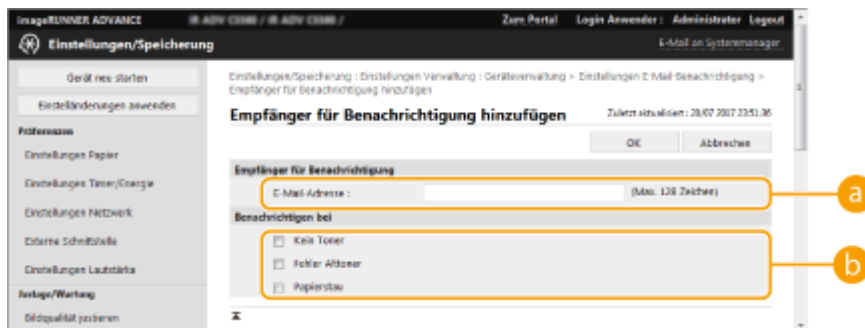 imageRUNNER ADVANCE
Zum Portal
Login Anwender : Administrator Logout
Einstellungen/Speicherung
E-Mail an Systemmanager
Gerät neu starten
Einstelländerungen anwenden
Präferenzen
Einstellungen Papier
Einstellungen Timer/Energie
Einstellungen Netzwerk
Externe Schnittstelle
Einstellungen Lautstärke
Justage/Wartung
Bildqualität justieren
Einstellungen/Speicherung : Einstellungen Verwaltung : Geräteverwaltung > Einstellungen E-Mail-Benachrichtigung >
Empfänger für Benachrichtigung hinzufügen
Empfänger für Benachrichtigung hinzufügen
Zuletzt aktualisiert : 28/07 2017 23:51:36
OK
Abbrechen
Empfänger für Benachrichtigung
E-Mail-Adresse :
(Max. 128 Zeichen)
a
Benachrichtigen bei
Kein Toner
Fehler Alttoner
Papierstau
b